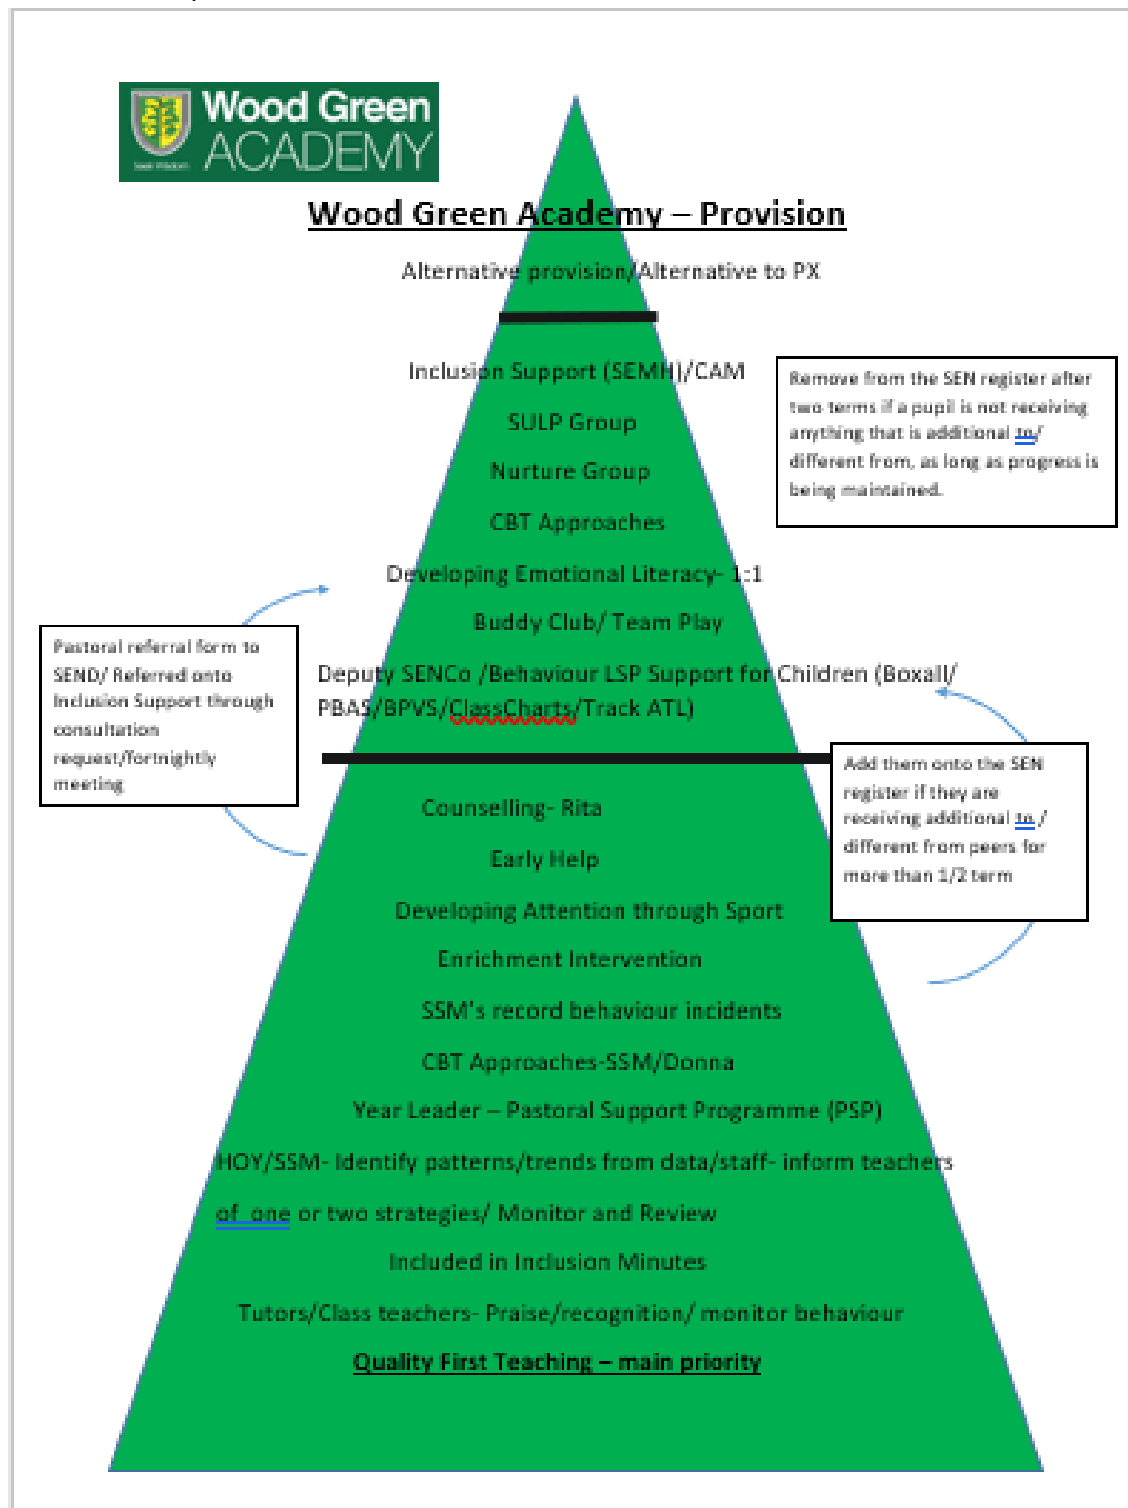 Wood Green
ACADEMY
Seek Wisdom
Wood Green Academy – Provision
Alternative provision/Alternative to PX
Inclusion Support (SEMH)/CAM
SULP Group
Nurture Group
CBT Approaches
Developing Emotional Literacy- 1:1
Buddy Club/ Team Play
Deputy SENCo /Behaviour LSP Support for Children (Boxall/
PBAS/BPVS/ClassCharts/Track ATL)
Remove from the SEN register after
two terms if a pupil is not receiving
anything that is additional to/
different from, as long as progress is
being maintained.
Pastoral referral form to
SEND/ Referred onto
Inclusion Support through
consultation
request/fortnightly
meeting
Add them onto the SEN
register if they are
receiving additional to /
different from peers for
more than 1/2 term
Counselling- Rita
Early Help
Developing Attention through Sport
Enrichment Intervention
SSM's record behaviour incidents
CBT Approaches-SSM/Donna
Year Leader – Pastoral Support Programme (PSP)
HOY/SSM- Identify patterns/trends from data/staff- inform teachers
of  one or two strategies/ Monitor and Review
Included in Inclusion Minutes
Tutors/Class teachers- Praise/recognition/ monitor behaviour
Quality First Teaching – main priority